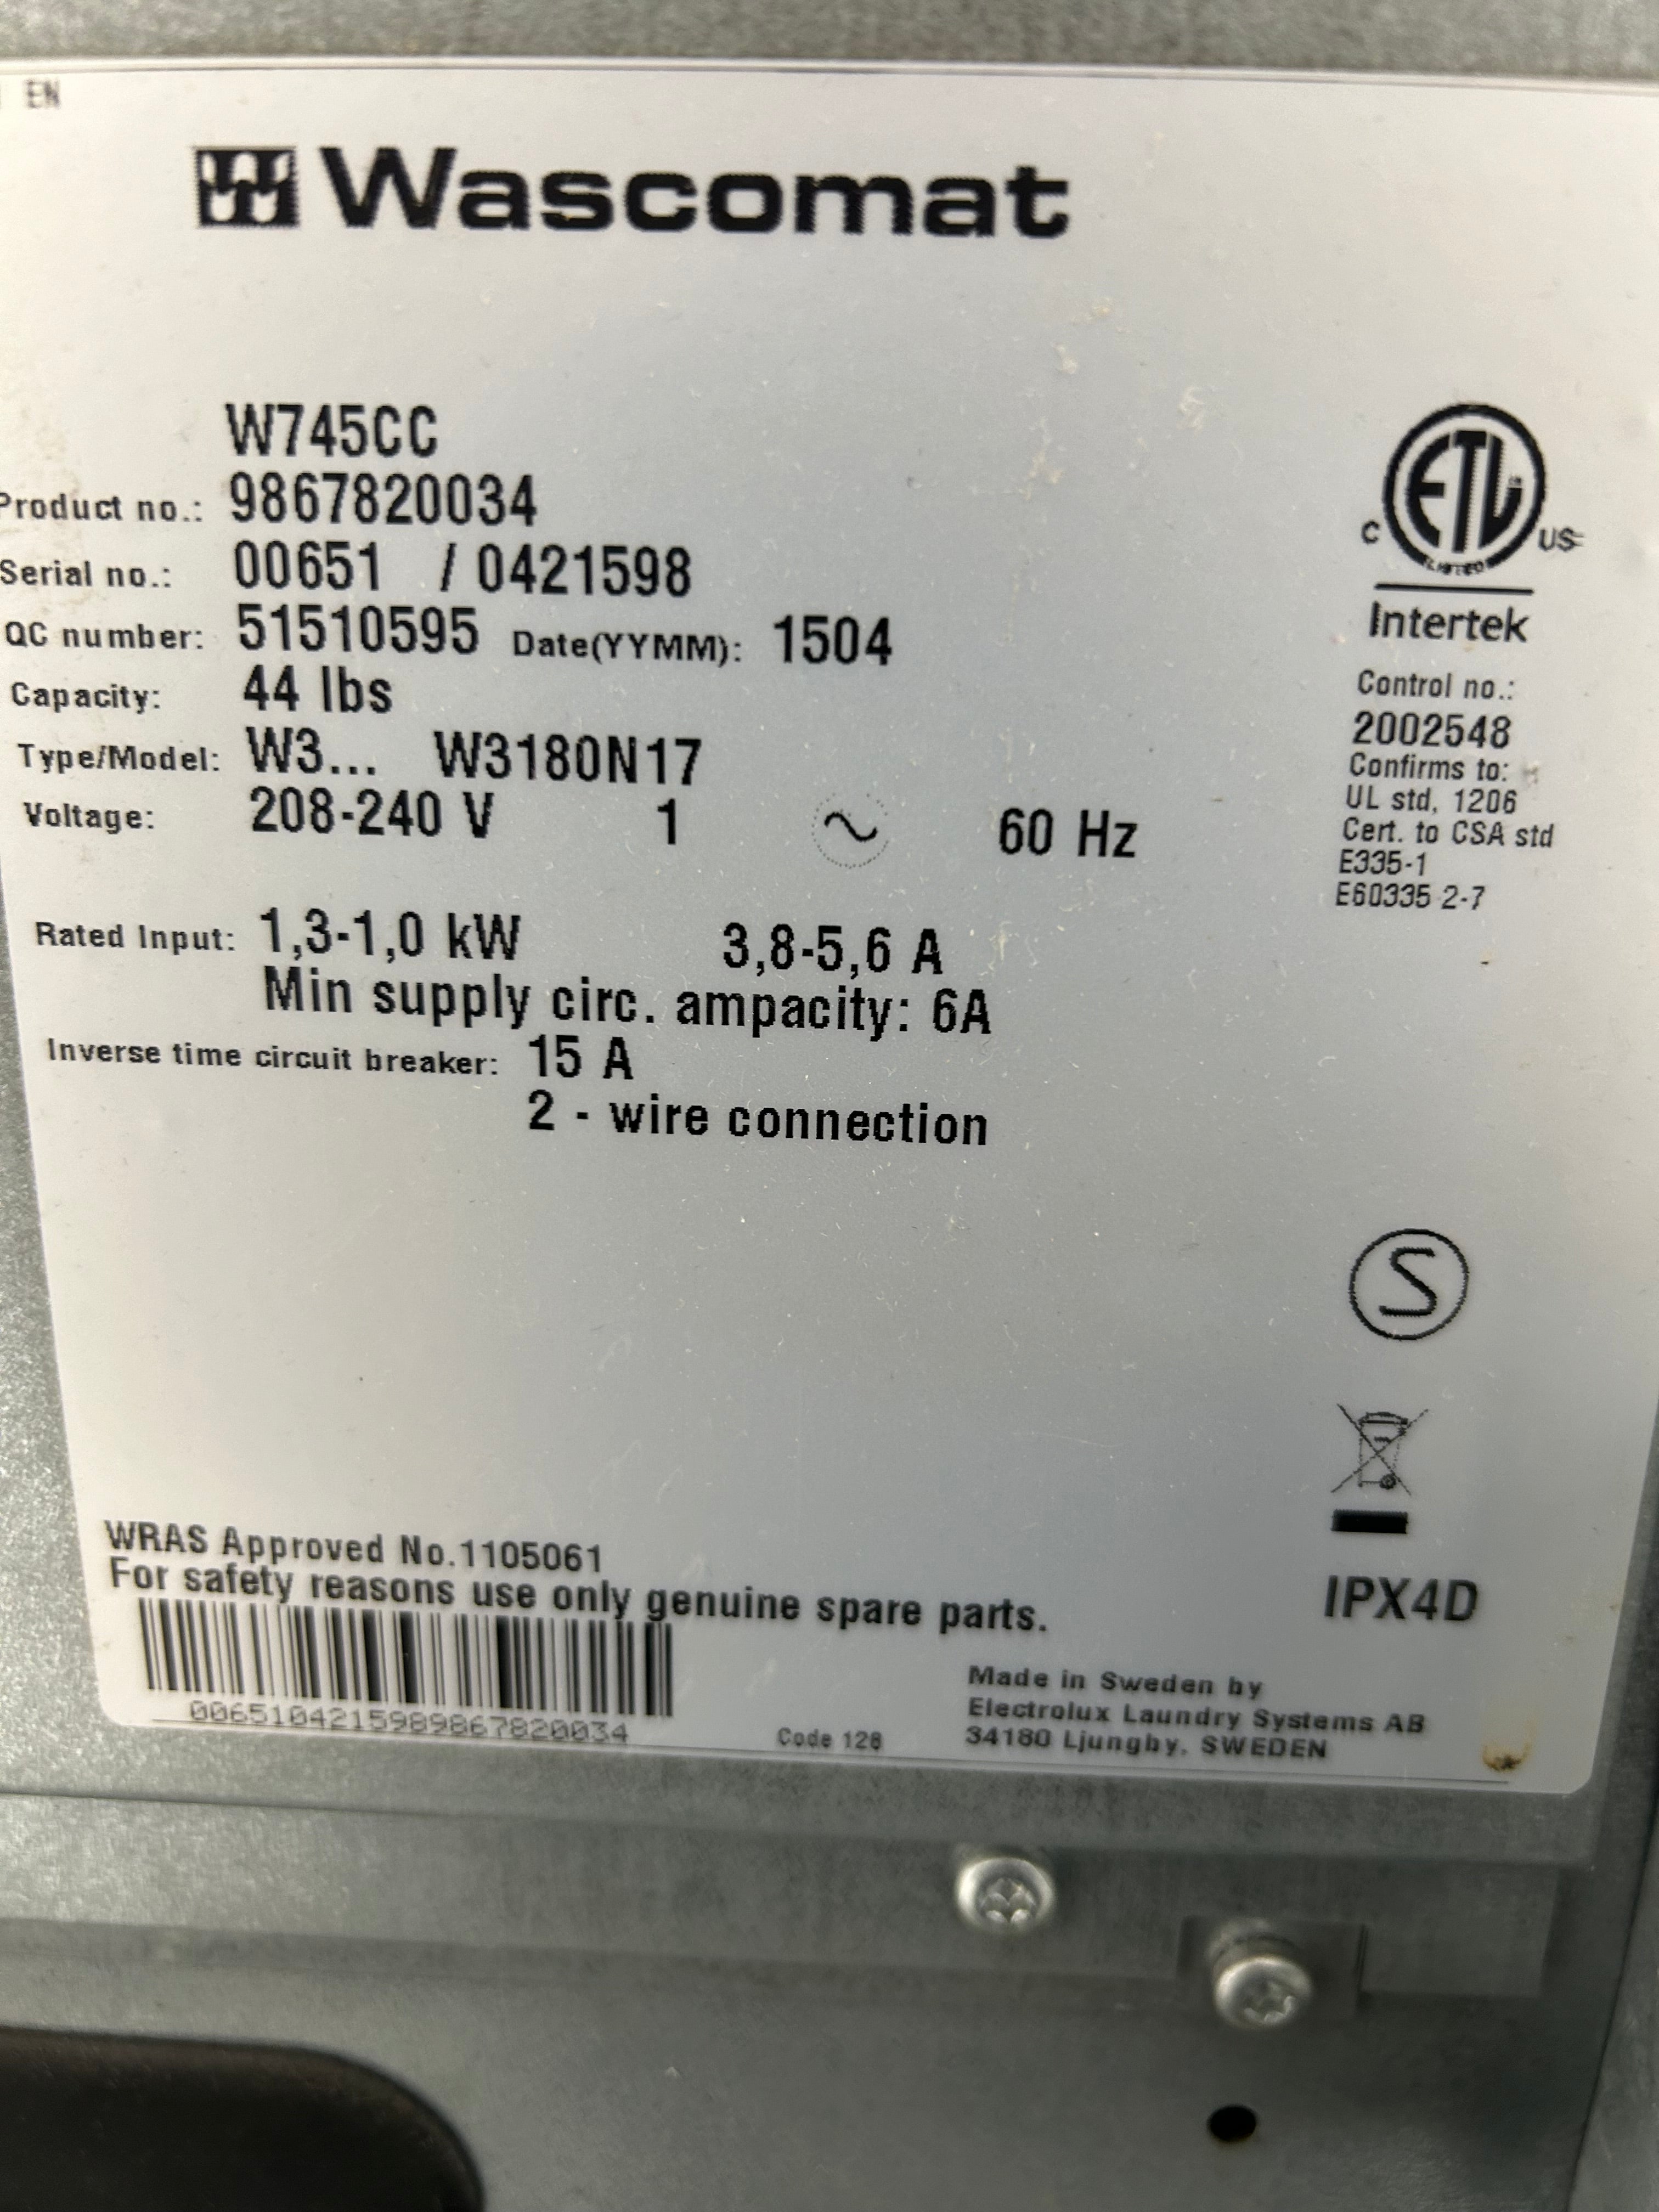 EN
Wascomat
W745CC
Product no.: 9867820034
Serial no.: 00651 / 0421598
QC number: 51510595 Date(YYMM): 1504
Capacity: 44 lbs
Type/Model: W3... W3180N17
Voltage: 208-240 V 1 ~ 60 Hz
Rated Input: 1,3-1,0 kW 3,8-5,6 A
Min supply circ. ampacity: 6A
Inverse time circuit breaker: 15 A
2 - wire connection
ETL
C US
LISTED
Intertek
Control no.:
2002548
Confirms to:
UL std, 1206
Cert. to CSA std
E335-1
E60335 2-7
S
IPX4D
WRAS Approved No.1105061
For safety reasons use only genuine spare parts.
0065104215989867820034
Code 128
Made in Sweden by
Electrolux Laundry Systems AB
34180 Ljungby, SWEDEN